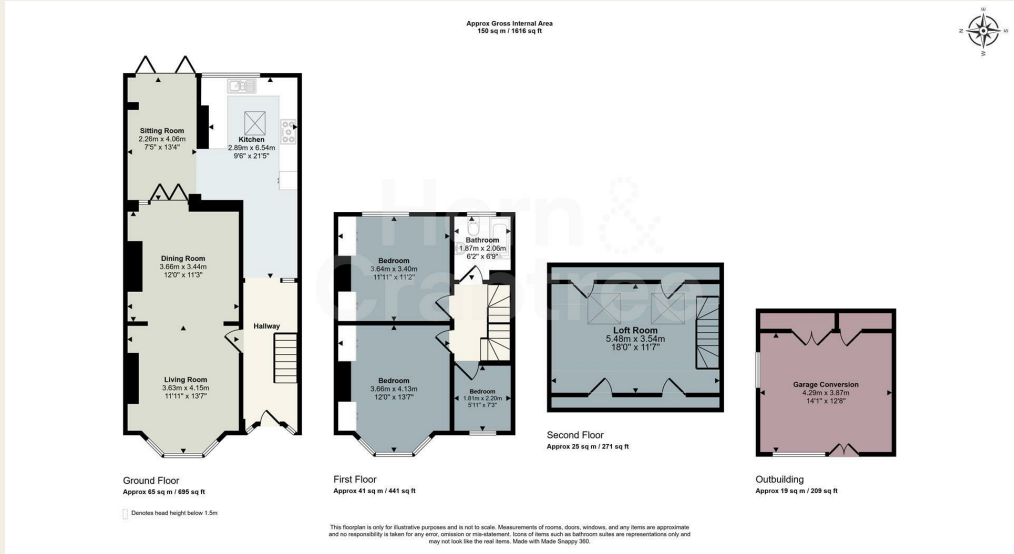 Approx Gross Internal Area
150 sq m / 1616 sq ft
N
E
S
W
Sitting Room
2.26m x 4.06m
7'5" x 13'4"
Kitchen
2.89m x 6.54m
9'6" x 21'5"
Dining Room
3.66m x 3.44m
12'0" x 11'3"
Hallway
Living Room
3.63m x 4.15m
11'11" x 13'7"
Ground Floor
Approx 65 sq m / 695 sq ft
Denotes head height below 1.5m
Horn &
Crabtree
Bedroom
3.64m x 3.40m
11'11" x 11'2"
Bathroom
1.87m x 2.06m
6'2" x 6'9"
Bedroom
3.66m x 4.13m
12'0" x 13'7"
Bedroom
1.81m x 2.20m
5'11" x 7'3"
First Floor
Approx 41 sq m / 441 sq ft
Loft Room
5.48m x 3.54m
18'0" x 11'7"
Second Floor
Approx 25 sq m / 271 sq ft
Garage Conversion
4.29m x 3.87m
14'1" x 12'8"
Outbuilding
Approx 19 sq m / 209 sq ft
This floorplan is only for illustrative purposes and is not to scale. Measurements of rooms, doors, windows, and any items are approximate
and no responsibility is taken for any error, omission or mis-statement. Icons of items such as bathroom suites are representations only and
may not look like the real items. Made with Made Snappy 360.